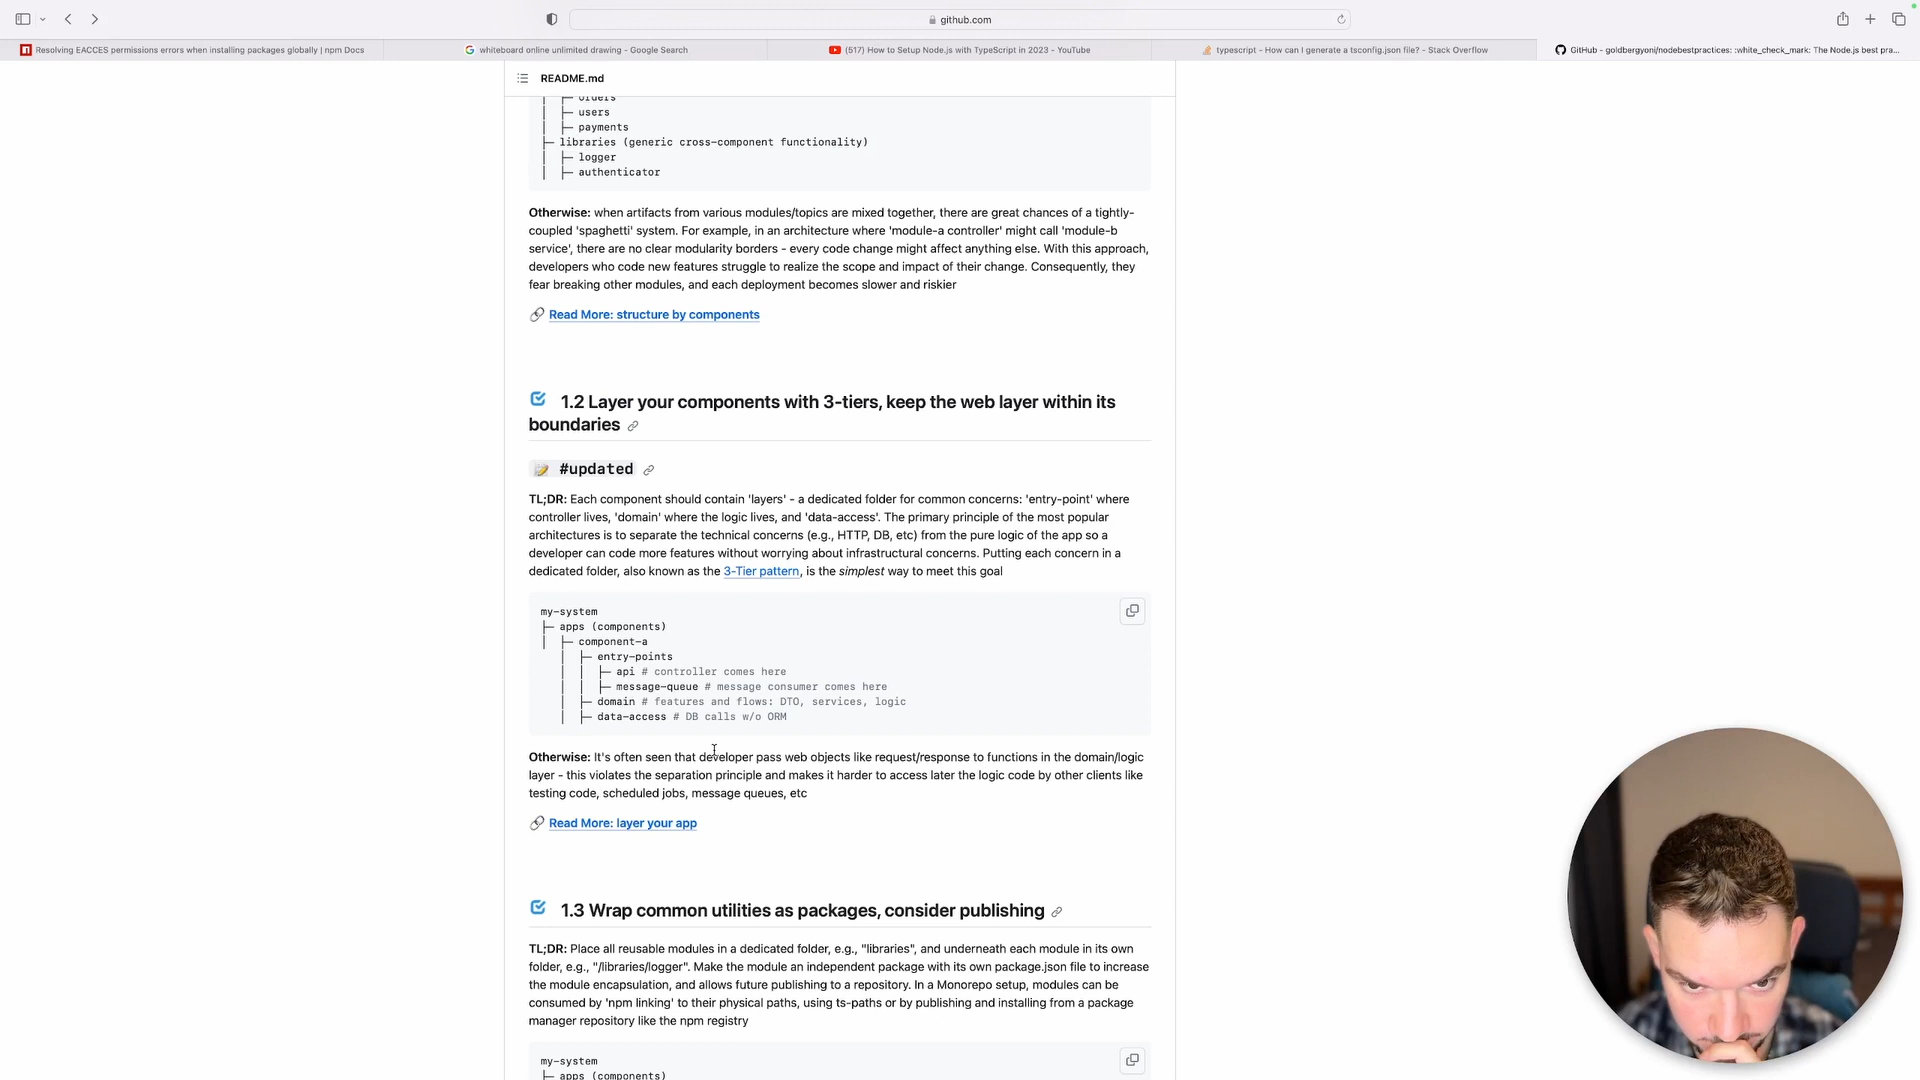 github.com
Resolving EACCES permissions errors when installing packages globally | npm Docs
whiteboard online unlimited drawing - Google Search
(517) How to Setup Node.js with TypeScript in 2023 - YouTube
typescript - How can I generate a tsconfig.json file? - Stack Overflow
GitHub - goldbergyoni/nodebestpractices: :white_check_mark: The Node.js best pra...
README.md
├─ orders
│ ├─ users
│ ├─ payments
├─ libraries (generic cross-component functionality)
│ ├─ logger
│ ├─ authenticator
Otherwise: when artifacts from various modules/topics are mixed together, there are great chances of a tightly-
coupled 'spaghetti' system. For example, in an architecture where 'module-a controller' might call 'module-b
service', there are no clear modularity borders - every code change might affect anything else. With this approach,
developers who code new features struggle to realize the scope and impact of their change. Consequently, they
fear breaking other modules, and each deployment becomes slower and riskier
Read More: structure by components
1.2 Layer your components with 3-tiers, keep the web layer within its
boundaries
#updated
TL;DR: Each component should contain 'layers' - a dedicated folder for common concerns: 'entry-point' where
controller lives, 'domain' where the logic lives, and 'data-access'. The primary principle of the most popular
architectures is to separate the technical concerns (e.g., HTTP, DB, etc) from the pure logic of the app so a
developer can code more features without worrying about infrastructural concerns. Putting each concern in a
dedicated folder, also known as the 3-Tier pattern, is the simplest way to meet this goal
my-system
├─ apps (components)
│ ├─ component-a
│ ├─ entry-points
│ │ ├─ api # controller comes here
│ │ ├─ message-queue # message consumer comes here
│ ├─ domain # features and flows: DTO, services, logic
│ ├─ data-access # DB calls w/o ORM
Otherwise: It's often seen that developer pass web objects like request/response to functions in the domain/logic
layer - this violates the separation principle and makes it harder to access later the logic code by other clients like
testing code, scheduled jobs, message queues, etc
Read More: layer your app
1.3 Wrap common utilities as packages, consider publishing
TL;DR: Place all reusable modules in a dedicated folder, e.g., "libraries", and underneath each module in its own
folder, e.g., "/libraries/logger". Make the module an independent package with its own package.json file to increase
the module encapsulation, and allows future publishing to a repository. In a Monorepo setup, modules can be
consumed by 'npm linking' to their physical paths, using ts-paths or by publishing and installing from a package
manager repository like the npm registry
my-system
├─ apps (components)